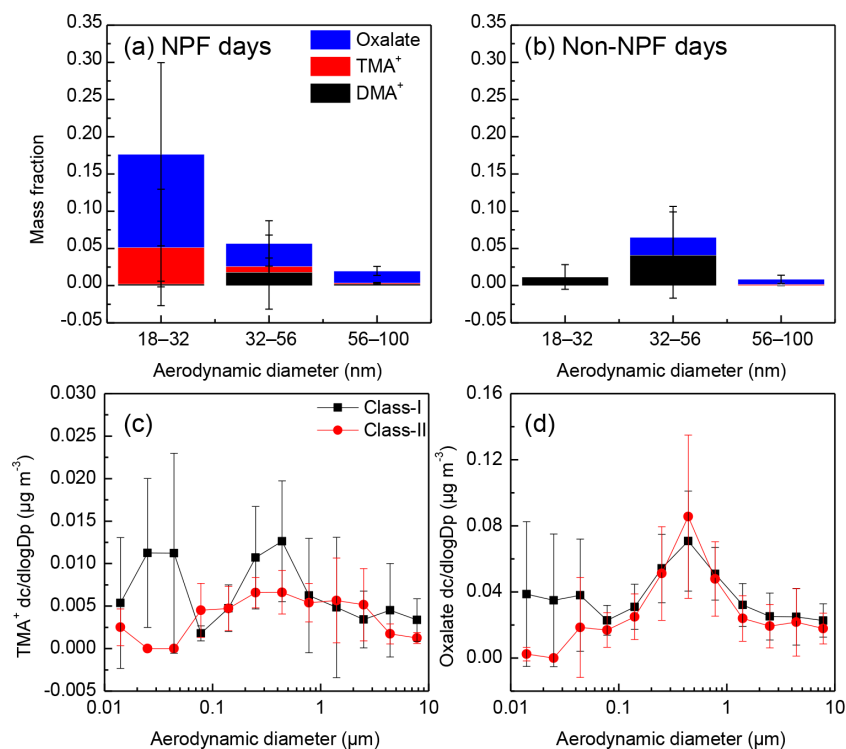 (a) NPF days
Oxalate
TMA+
DMA+
0.35
0.30
0.25
0.20
0.15
0.10
0.05
0.00
-0.05
Mass fraction
18–32
32–56
56–100
Aerodynamic diameter (nm)
(b) Non-NPF days
0.35
0.30
0.25
0.20
0.15
0.10
0.05
0.00
-0.05
18–32
32–56
56–100
Aerodynamic diameter (nm)
(c)
Class-I
Class-II
0.030
0.025
0.020
0.015
0.010
0.005
0.000
-0.005
TMA+ dc/dlogDp (µg m-3)
0.01
0.1
1
10
Aerodynamic diameter (µm)
(d)
0.16
0.12
0.08
0.04
0.00
Oxalate dc/dlogDp (µg m-3)
0.01
0.1
1
10
Aerodynamic diameter (µm)